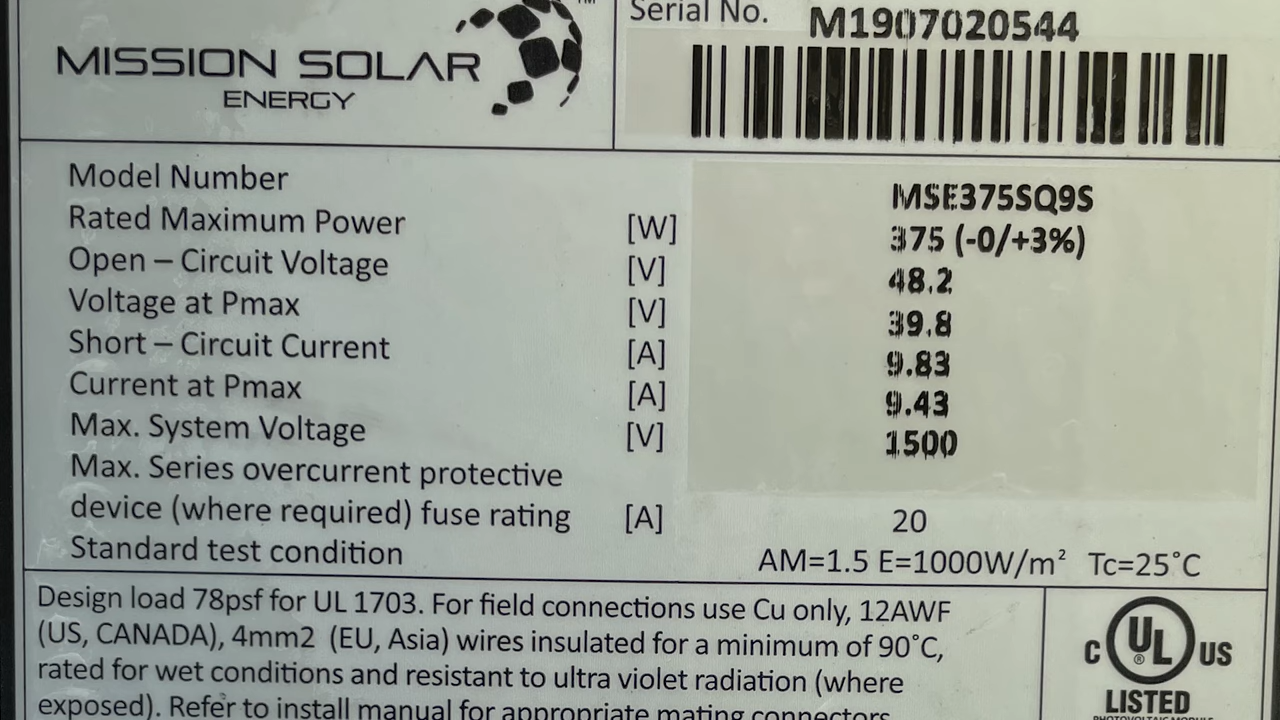 MISSION SOLAR
ENERGY
TM
Serial No. M1907020544
Model Number MSE375SQ9S
Rated Maximum Power [W] 375 (-0/+3%)
Open – Circuit Voltage [V] 48.2
Voltage at Pmax [V] 39.8
Short – Circuit Current [A] 9.83
Current at Pmax [A] 9.43
Max. System Voltage [V] 1500
Max. Series overcurrent protective
device (where required) fuse rating [A] 20
Standard test condition AM=1.5 E=1000W/m² Tc=25°C
Design load 78psf for UL 1703. For field connections use Cu only, 12AWF
(US, CANADA), 4mm2 (EU, Asia) wires insulated for a minimum of 90°C,
rated for wet conditions and resistant to ultra violet radiation (where
exposed). Refer to install manual for appropriate mating connectors.
C UL® US
LISTED
PHOTOVOLTAIC MODULE